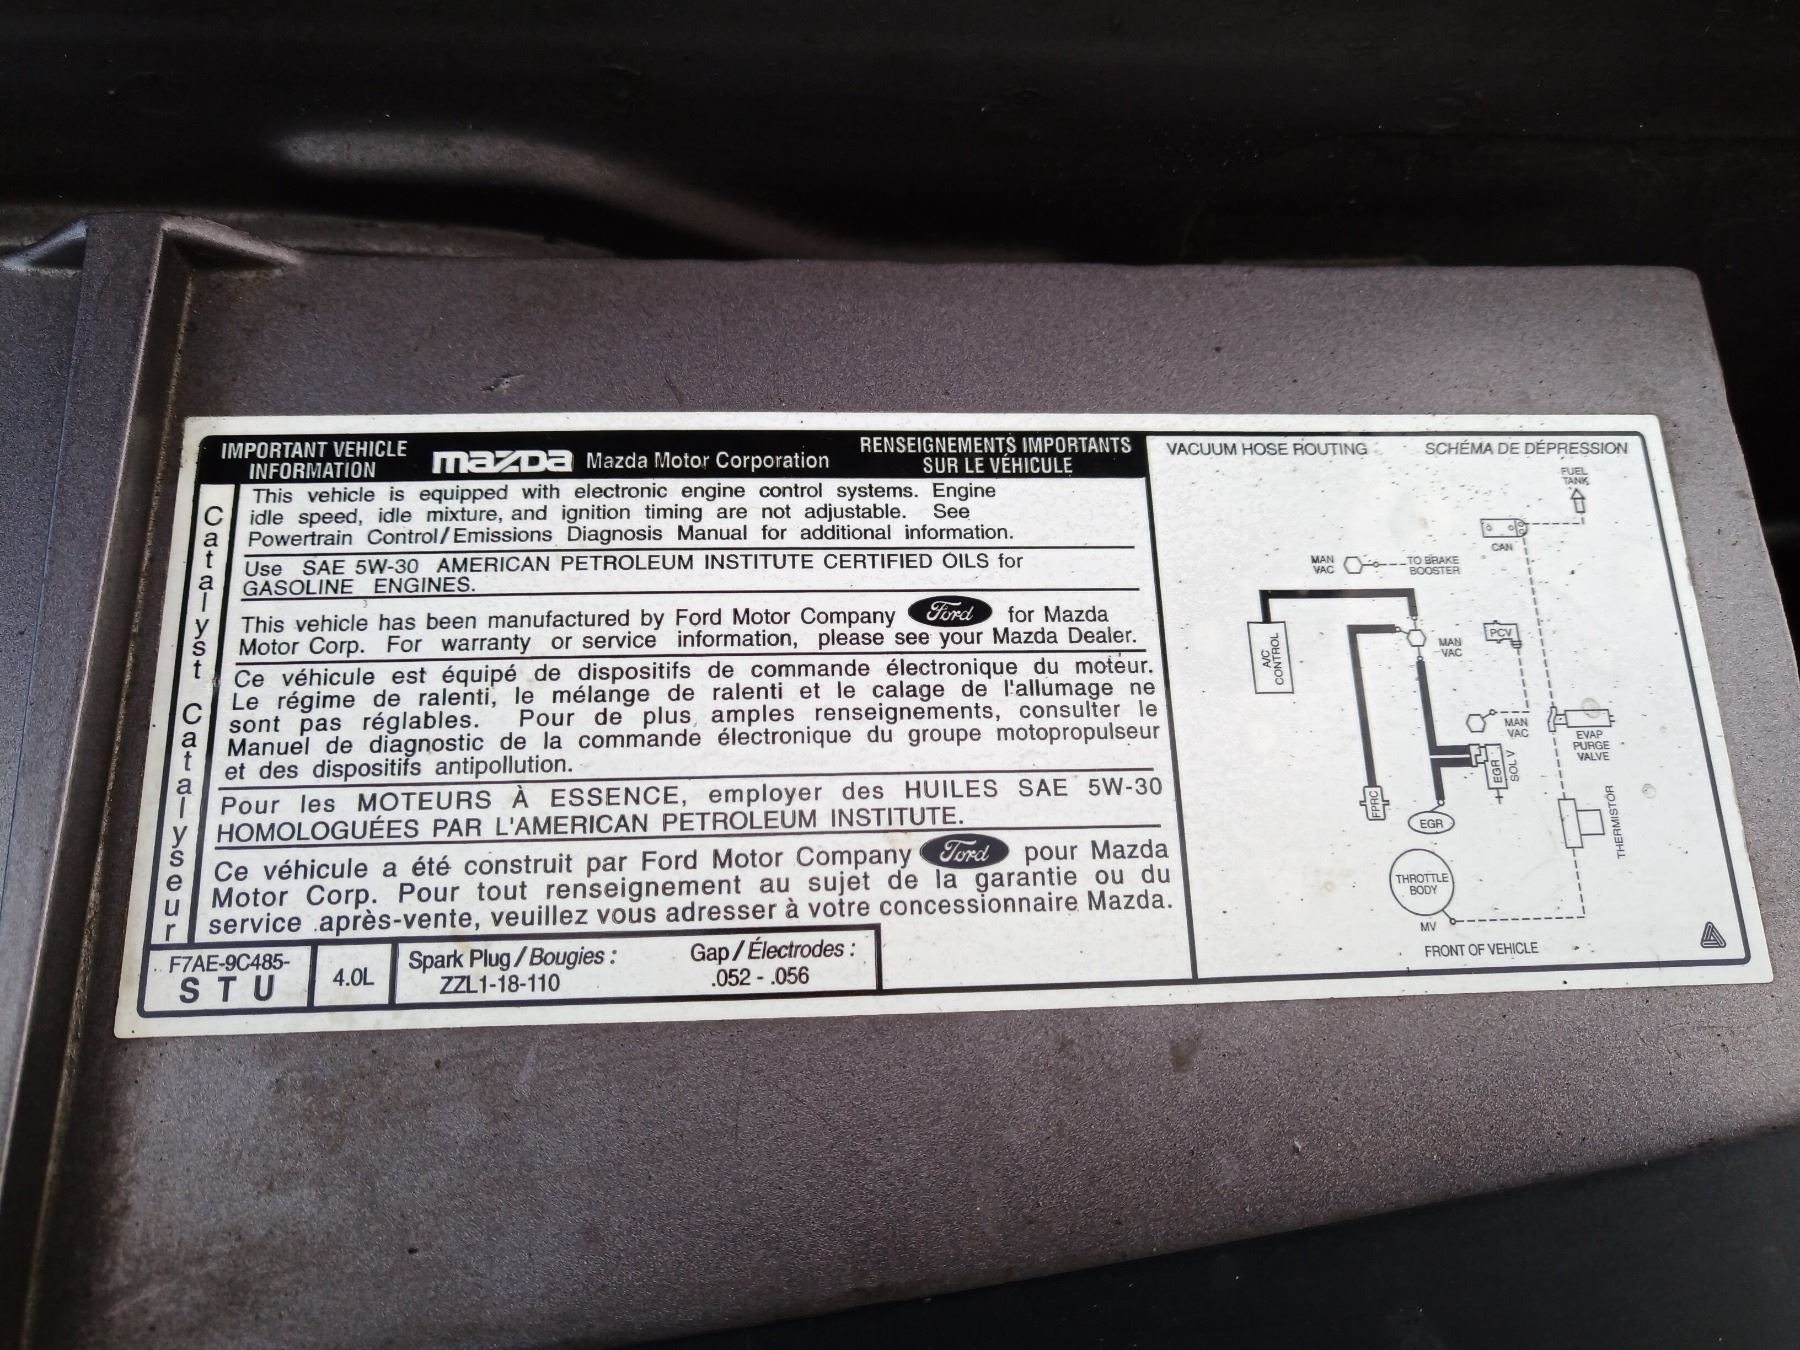 IMPORTANT VEHICLE
INFORMATION
mazda Mazda Motor Corporation
RENSEIGNEMENTS IMPORTANTS
SUR LE VÉHICULE
Catalyst Catalyseur
This vehicle is equipped with electronic engine control systems. Engine
idle speed, idle mixture, and ignition timing are not adjustable. See
Powertrain Control/Emissions Diagnosis Manual for additional information.
Use SAE 5W-30 AMERICAN PETROLEUM INSTITUTE CERTIFIED OILS for
GASOLINE ENGINES.
This vehicle has been manufactured by Ford Motor Company Ford for Mazda
Motor Corp. For warranty or service information, please see your Mazda Dealer.
Ce véhicule est équipé de dispositifs de commande électronique du moteur.
Le régime de ralenti, le mélange de ralenti et le calage de l'allumage ne
sont pas réglables. Pour de plus amples renseignements, consulter le
Manuel de diagnostic de la commande électronique du groupe motopropulseur
et des dispositifs antipollution.
Pour les MOTEURS À ESSENCE, employer des HUILES SAE 5W-30
HOMOLOGUÉES PAR L'AMERICAN PETROLEUM INSTITUTE.
Ce véhicule a été construit par Ford Motor Company Ford pour Mazda
Motor Corp. Pour tout renseignement au sujet de la garantie ou du
service après-vente, veuillez vous adresser à votre concessionnaire Mazda.
F7AE-9C485-
STU
4.0L
Spark Plug/Bougies:
ZZL1-18-110
Gap/Électrodes:
.052 - .056
VACUUM HOSE ROUTING
SCHÉMA DE DÉPRESSION
FUEL
TANK
CAN
MAN
VAC
TO BRAKE
BOOSTER
A/C
CONTROL
MAN
VAC
PCV
MAN
VAC
EVAP
PURGE
VALVE
EGR
SOL V
FPRC
EGR
THERMISTOR
THROTTLE
BODY
MV
FRONT OF VEHICLE